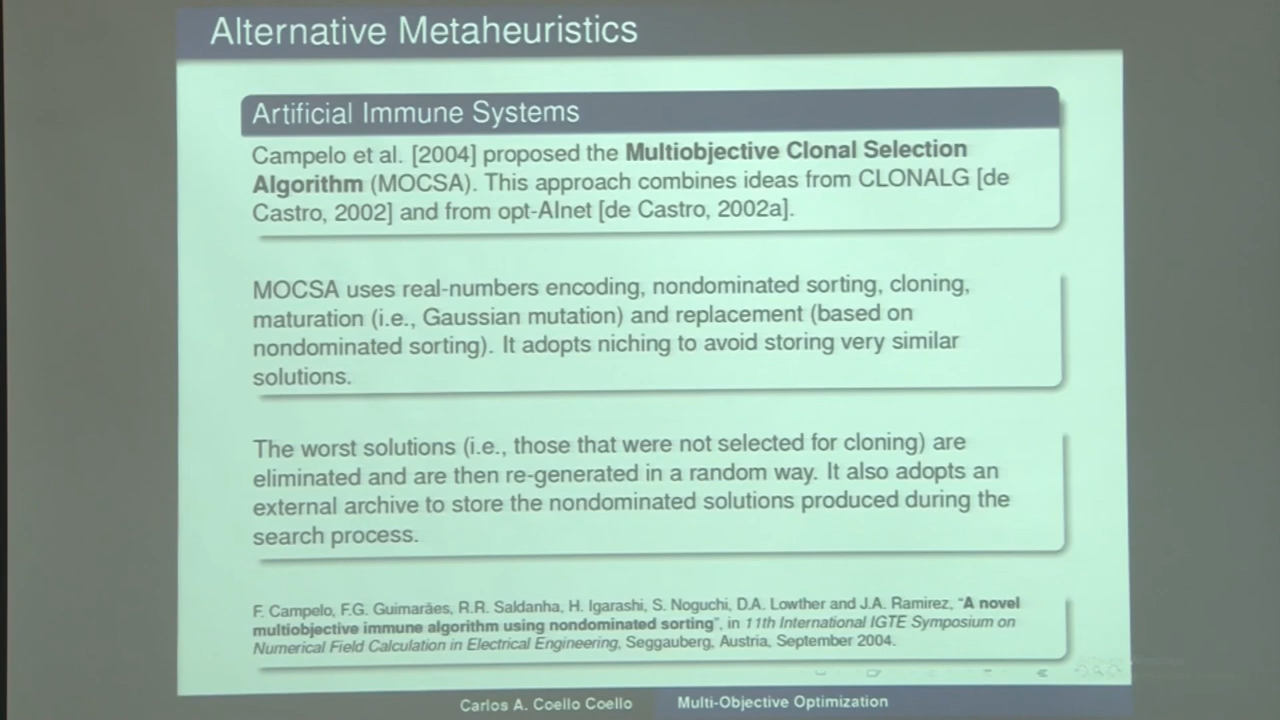 Alternative Metaheuristics
Artificial Immune Systems
Campelo et al. [2004] proposed the Multiobjective Clonal Selection
Algorithm (MOCSA). This approach combines ideas from CLONALG [de
Castro, 2002] and from opt-AInet [de Castro, 2002a].
MOCSA uses real-numbers encoding, nondominated sorting, cloning,
maturation (i.e., Gaussian mutation) and replacement (based on
nondominated sorting). It adopts niching to avoid storing very similar
solutions.
The worst solutions (i.e., those that were not selected for cloning) are
eliminated and are then re-generated in a random way. It also adopts an
external archive to store the nondominated solutions produced during the
search process.
F. Campelo, F.G. Guimarães, R.R. Saldanha, H. Igarashi, S. Noguchi, D.A. Lowther and J.A. Ramirez, "A novel
multiobjective immune algorithm using nondominated sorting", in 11th International IGTE Symposium on
Numerical Field Calculation in Electrical Engineering, Seggauberg, Austria, September 2004.
Carlos A. Coello Coello Multi-Objective Optimization